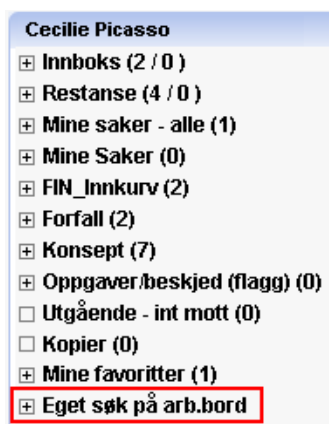 Cecilie Picasso
Innboks (2 / 0 )
Restanse (4 / 0 )
Mine saker - alle (1)
Mine Saker (0)
FIN_Innkurv (2)
Forfall (2)
Konsept (7)
Oppgaver/beskjed (flagg) (0)
Utgående - int mott (0)
Kopier (0)
Mine favoritter (1)
Eget søk på arb.bord